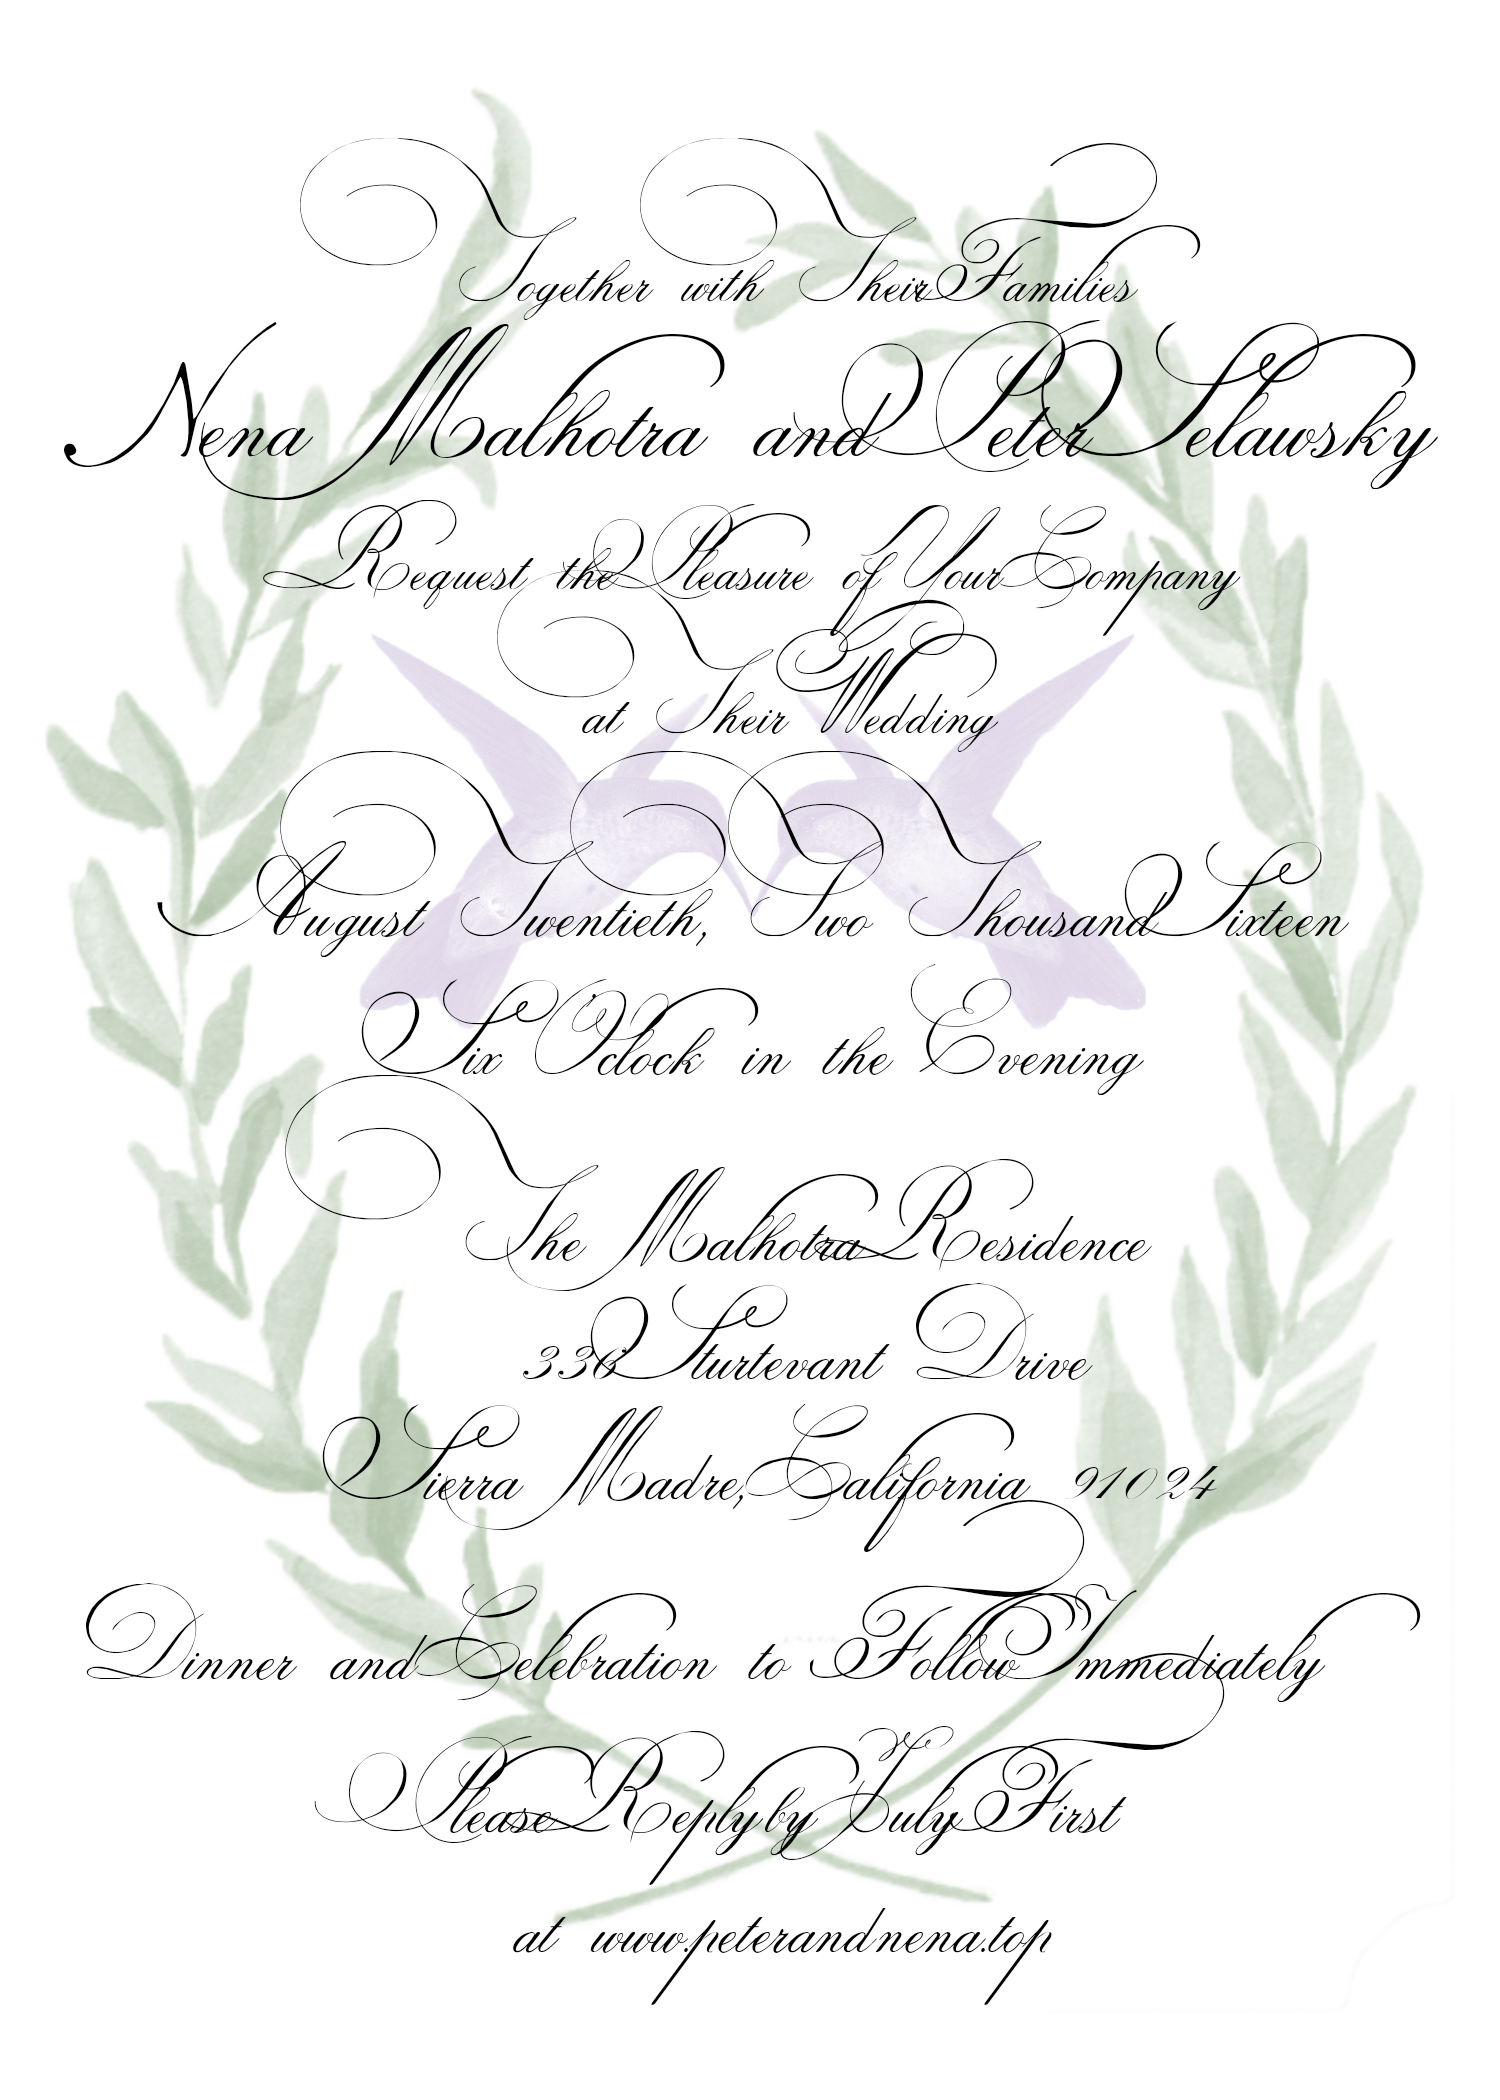 Together with Their Families
Nena Malhotra and Peter Selawsky
Request the Pleasure of Your Company
at Their Wedding
August Twentieth, Two Thousand Sixteen
Six O'clock in the Evening
The Malhotra Residence
336 Sturtevant Drive
Sierra Madre, California 91024
Dinner and Celebration to Follow Immediately
Please Reply by July First
at www.peterandnena.top